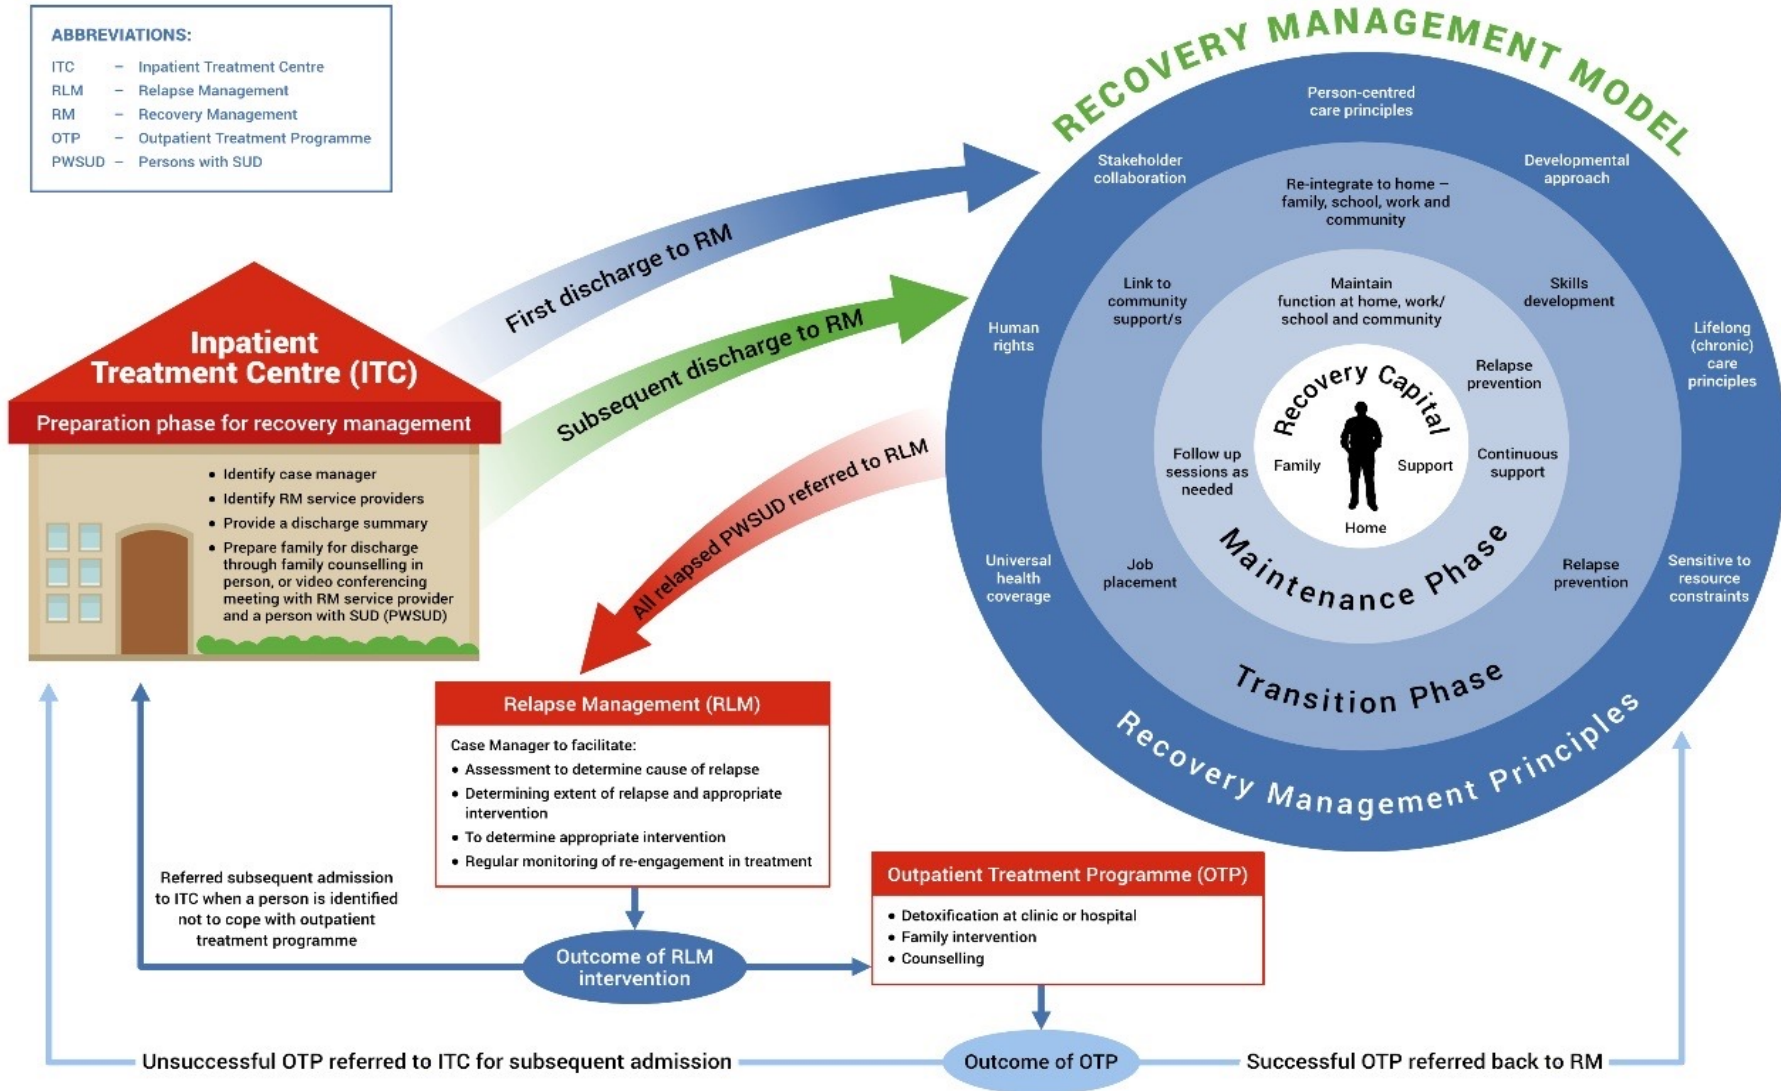 ABBREVIATIONS:
ITC – Inpatient Treatment Centre
RLM – Relapse Management
RM – Recovery Management
OTP – Outpatient Treatment Programme
PWSUD – Persons with SUD
RECOVERY MANAGEMENT MODEL
Person-centred
care principles
Stakeholder
collaboration
Developmental
approach
Human
rights
Lifelong
(chronic)
care
principles
Universal
health
coverage
Sensitive to
resource
constraints
Recovery Management Principles
Re-integrate to home –
family, school, work and
community
Link to
community
support/s
Skills
development
Job
placement
Relapse
prevention
Transition Phase
Maintain
function at home, work/
school and community
Relapse
prevention
Follow up
sessions as
needed
Continuous
support
Maintenance Phase
Recovery Capital
Family
Support
Home
First discharge to RM
Subsequent discharge to RM
All relapsed PWSUD referred to RLM
Inpatient
Treatment Centre (ITC)
Preparation phase for recovery management
• Identify case manager
• Identify RM service providers
• Provide a discharge summary
• Prepare family for discharge
through family counselling in
person, or video conferencing
meeting with RM service provider
and a person with SUD (PWSUD)
Relapse Management (RLM)
Case Manager to facilitate:
• Assessment to determine cause of relapse
• Determining extent of relapse and appropriate
intervention
• To determine appropriate intervention
• Regular monitoring of re-engagement in treatment
Referred subsequent admission
to ITC when a person is identified
not to cope with outpatient
treatment programme
Outcome of RLM
intervention
Outpatient Treatment Programme (OTP)
• Detoxification at clinic or hospital
• Family intervention
• Counselling
Unsuccessful OTP referred to ITC for subsequent admission
Outcome of OTP
Successful OTP referred back to RM